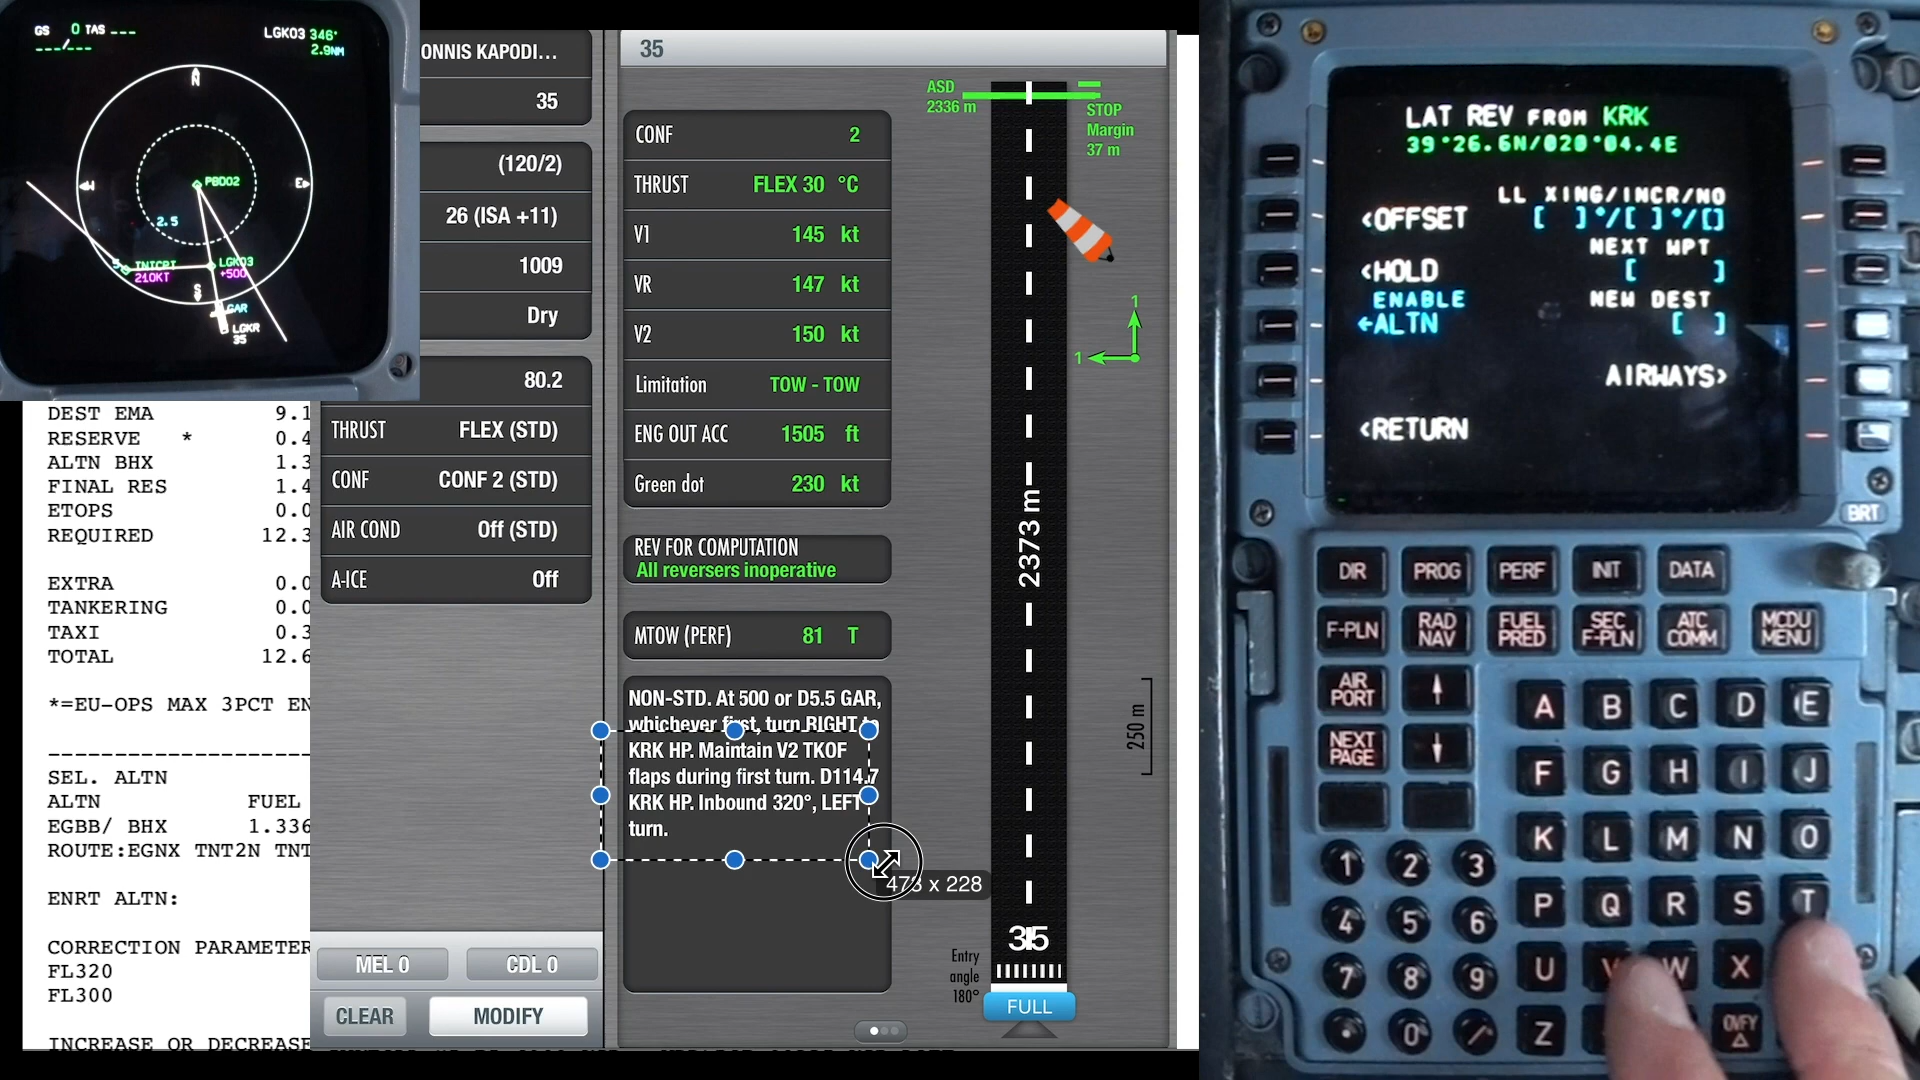 GS 0 TAS ---
---/---
LGK03 346°
2.9NM
N
W
E
S
PBD02
2.5
INTCPT
210KT
LGK03
+500
GAR
LGKR
35
ONNIS KAPODI...
35
(120/2)
26 (ISA +11)
1009
Dry
80.2
THRUST FLEX (STD)
CONF CONF 2 (STD)
AIR COND Off (STD)
A-ICE Off
MEL 0 CDL 0
CLEAR MODIFY
DEST EMA 9.1
RESERVE * 0.4
ALTN BHX 1.3
FINAL RES 1.4
ETOPS 0.0
REQUIRED 12.3
EXTRA 0.0
TANKERING 0.0
TAXI 0.3
TOTAL 12.6
*=EU-OPS MAX 3PCT EN
SEL. ALTN
ALTN FUEL
EGBB/ BHX 1.336
ROUTE:EGNX TNT2N TNT
ENRT ALTN:
CORRECTION PARAMETER
FL320
FL300
INCREASE OR DECREASE
35
CONF 2
THRUST FLEX 30 °C
V1 145 kt
VR 147 kt
V2 150 kt
Limitation TOW - TOW
ENG OUT ACC 1505 ft
Green dot 230 kt
REV FOR COMPUTATION
All reversers inoperative
MTOW (PERF) 81 T
NON-STD. At 500 or D5.5 GAR,
whichever first, turn RIGHT to
KRK HP. Maintain V2 TKOF
flaps during first turn. D114.7
KRK HP. Inbound 320°, LEFT
turn.
473 x 228
ASD
2336 m
STOP
Margin
37 m
1
1
2373 m
250 m
35
Entry
angle
180°
FULL
LAT REV FROM KRK
39°26.6N/020°04.4E
LL XING/INCR/NO
<OFFSET [ ]°/[ ]°/[]
NEXT WPT
<HOLD [ ]
ENABLE NEW DEST
←ALTN [ ]
AIRWAYS>
<RETURN
BRT
DIR PROG PERF INIT DATA
F-PLN RAD NAV FUEL PRED SEC F-PLN ATC COMM MCDU MENU
AIR PORT ↑
NEXT PAGE ↓
A B C D E
F G H I J
K L M N O
P Q R S T
U V W X
Z OVFY Δ
1 2 3
4 5 6
7 8 9
. 0 /